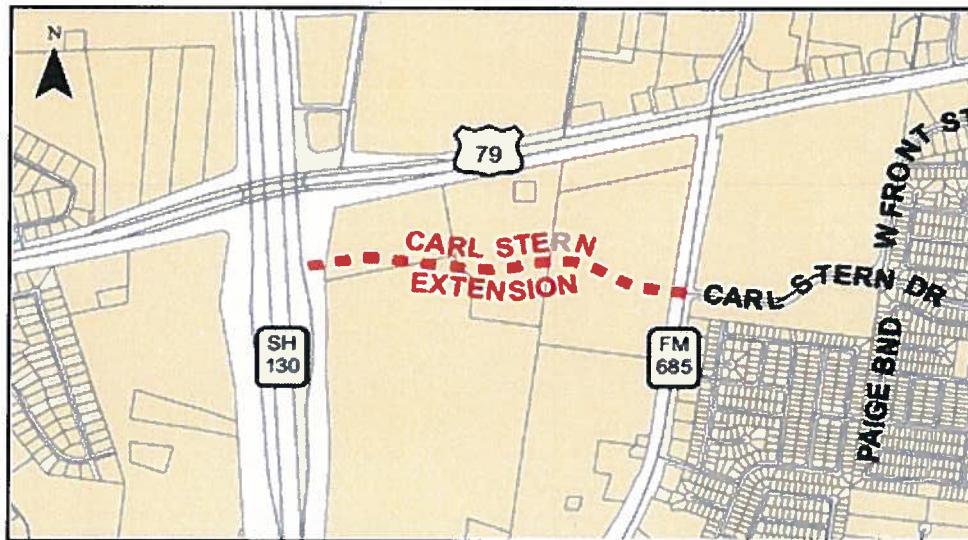 N
79
W FRONT ST
CARL STERN
EXTENSION
CARL STERN DR
SH
130
FM
685
PAIGE BND